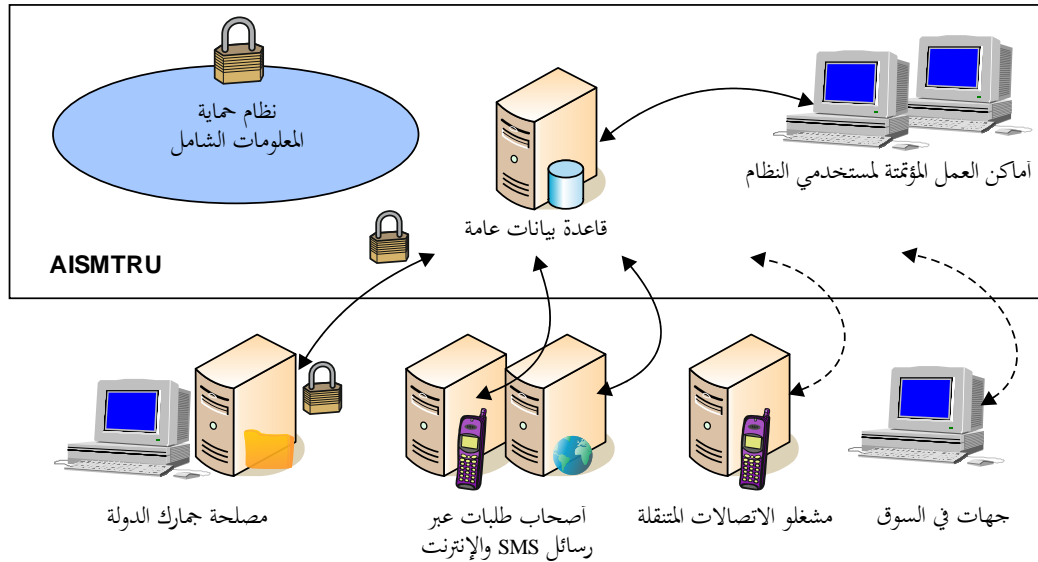 نظام حماية
المعلومات الشامل
أماكن العمل المؤتمتة لمستخدمي النظام
قاعدة بيانات عامة
AISMTRU
مصلحة جمارك الدولة
أصحاب طلبات عبر
رسائل SMS والإنترنت
مشغلو الاتصالات المتنقلة
جهات في السوق